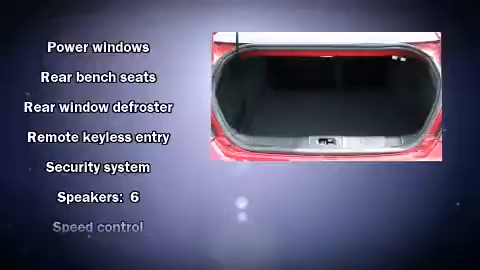 Power windows
Rear bench seats
Rear window defroster
Remote keyless entry
Security system
Speakers: 6
Speed control